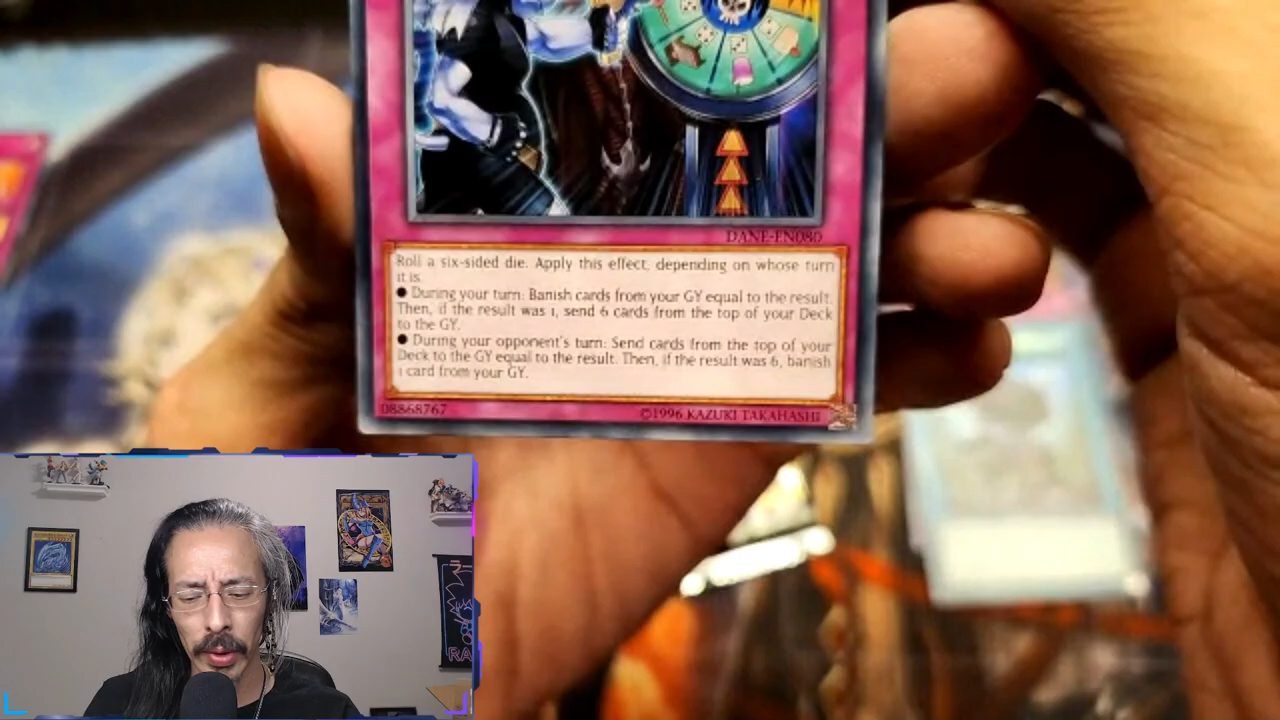 DANE-EN080
Roll a six-sided die. Apply this effect, depending on whose turn
it is.
● During your turn: Banish cards from your GY equal to the result.
Then, if the result was 1, send 6 cards from the top of your Deck
to the GY.
● During your opponent's turn: Send cards from the top of your
Deck to the GY equal to the result. Then, if the result was 6, banish
1 card from your GY.
08868767
©1996 KAZUKI TAKAHASHI
RA